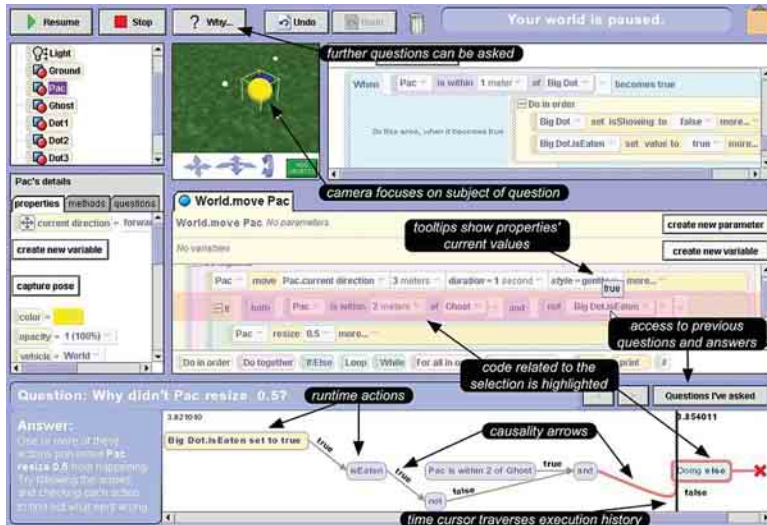 Resume Stop Why... Undo
Your world is paused.
further questions can be asked
Light
Ground
Pac
Ghost
Dot1
Dot2
Dot3
When Pac is within 1 meter of Big Dot becomes true
Do in order
Do this once, when it becomes true
Big Dot set isShowing to false more...
Big Dot.isEaten set value to true more...
camera focuses on subject of question
Pac's details
properties methods questions
current direction = forward
create new variable
capture pose
color =
opacity = 1 (100%)
vehicle = World
World.move Pac
World.move Pac No parameters
create new parameter
No variables
create new variable
tooltips show properties'
current values
Pac move Pac.current direction 3 meters duration = 1 second style = gently more...
true
If both Pac is within 2 meters of Ghost and not Big Dot.isEaten
Pac resize 0.5 more...
access to previous
questions and answers
Do in order Do together If/Else Loop While For all in order print //
code related to the
selection is highlighted
Question: Why didn't Pac resize 0.5?
runtime actions
Questions I've asked
Answer:
One or more of these
actions prevented Pac
resize 0.5 from happening.
Try following the arrows
and checking each action
to find out what went wrong.
3.821010
3.854011
Big Dot.isEaten set to true
true
causality arrows
isEaten
true
Pac is within 2 of Ghost
true
and
Doing else
not
false
false
time cursor traverses execution history